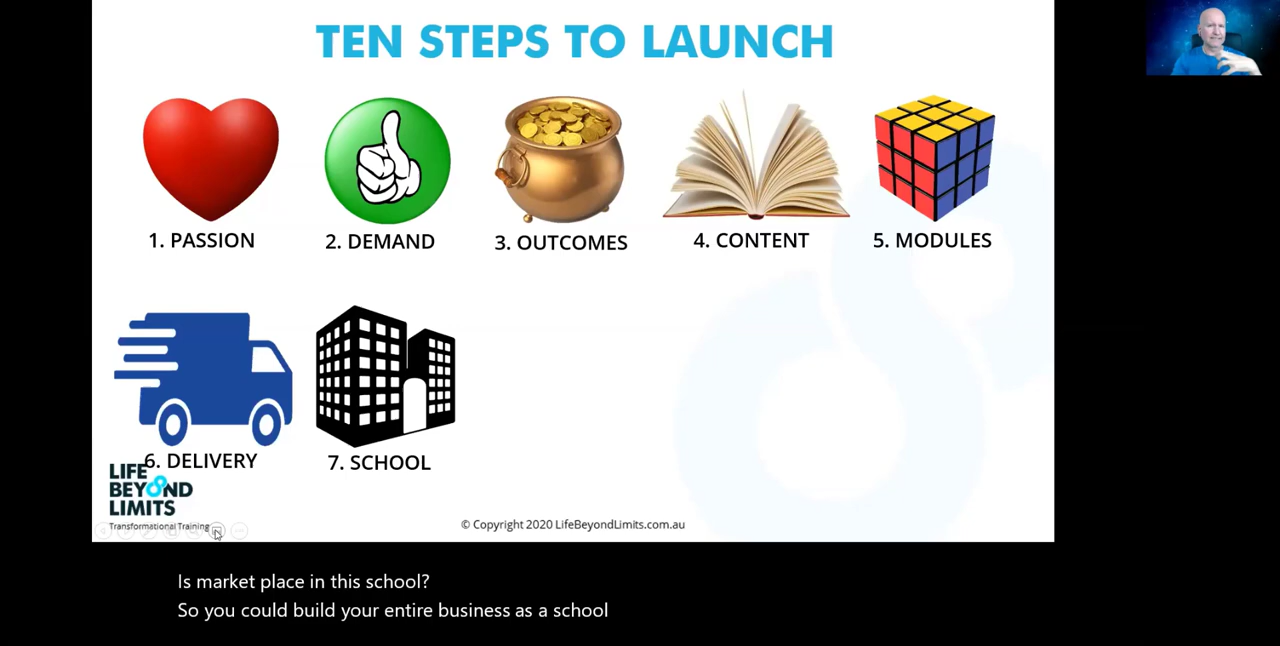 TEN STEPS TO LAUNCH
1. PASSION
2. DEMAND
3. OUTCOMES
4. CONTENT
5. MODULES
6. DELIVERY
7. SCHOOL
LIFE
BEYOND
LIMITS
Transformational Training
© Copyright 2020 LifeBeyondLimits.com.au
Is market place in this school?
So you could build your entire business as a school